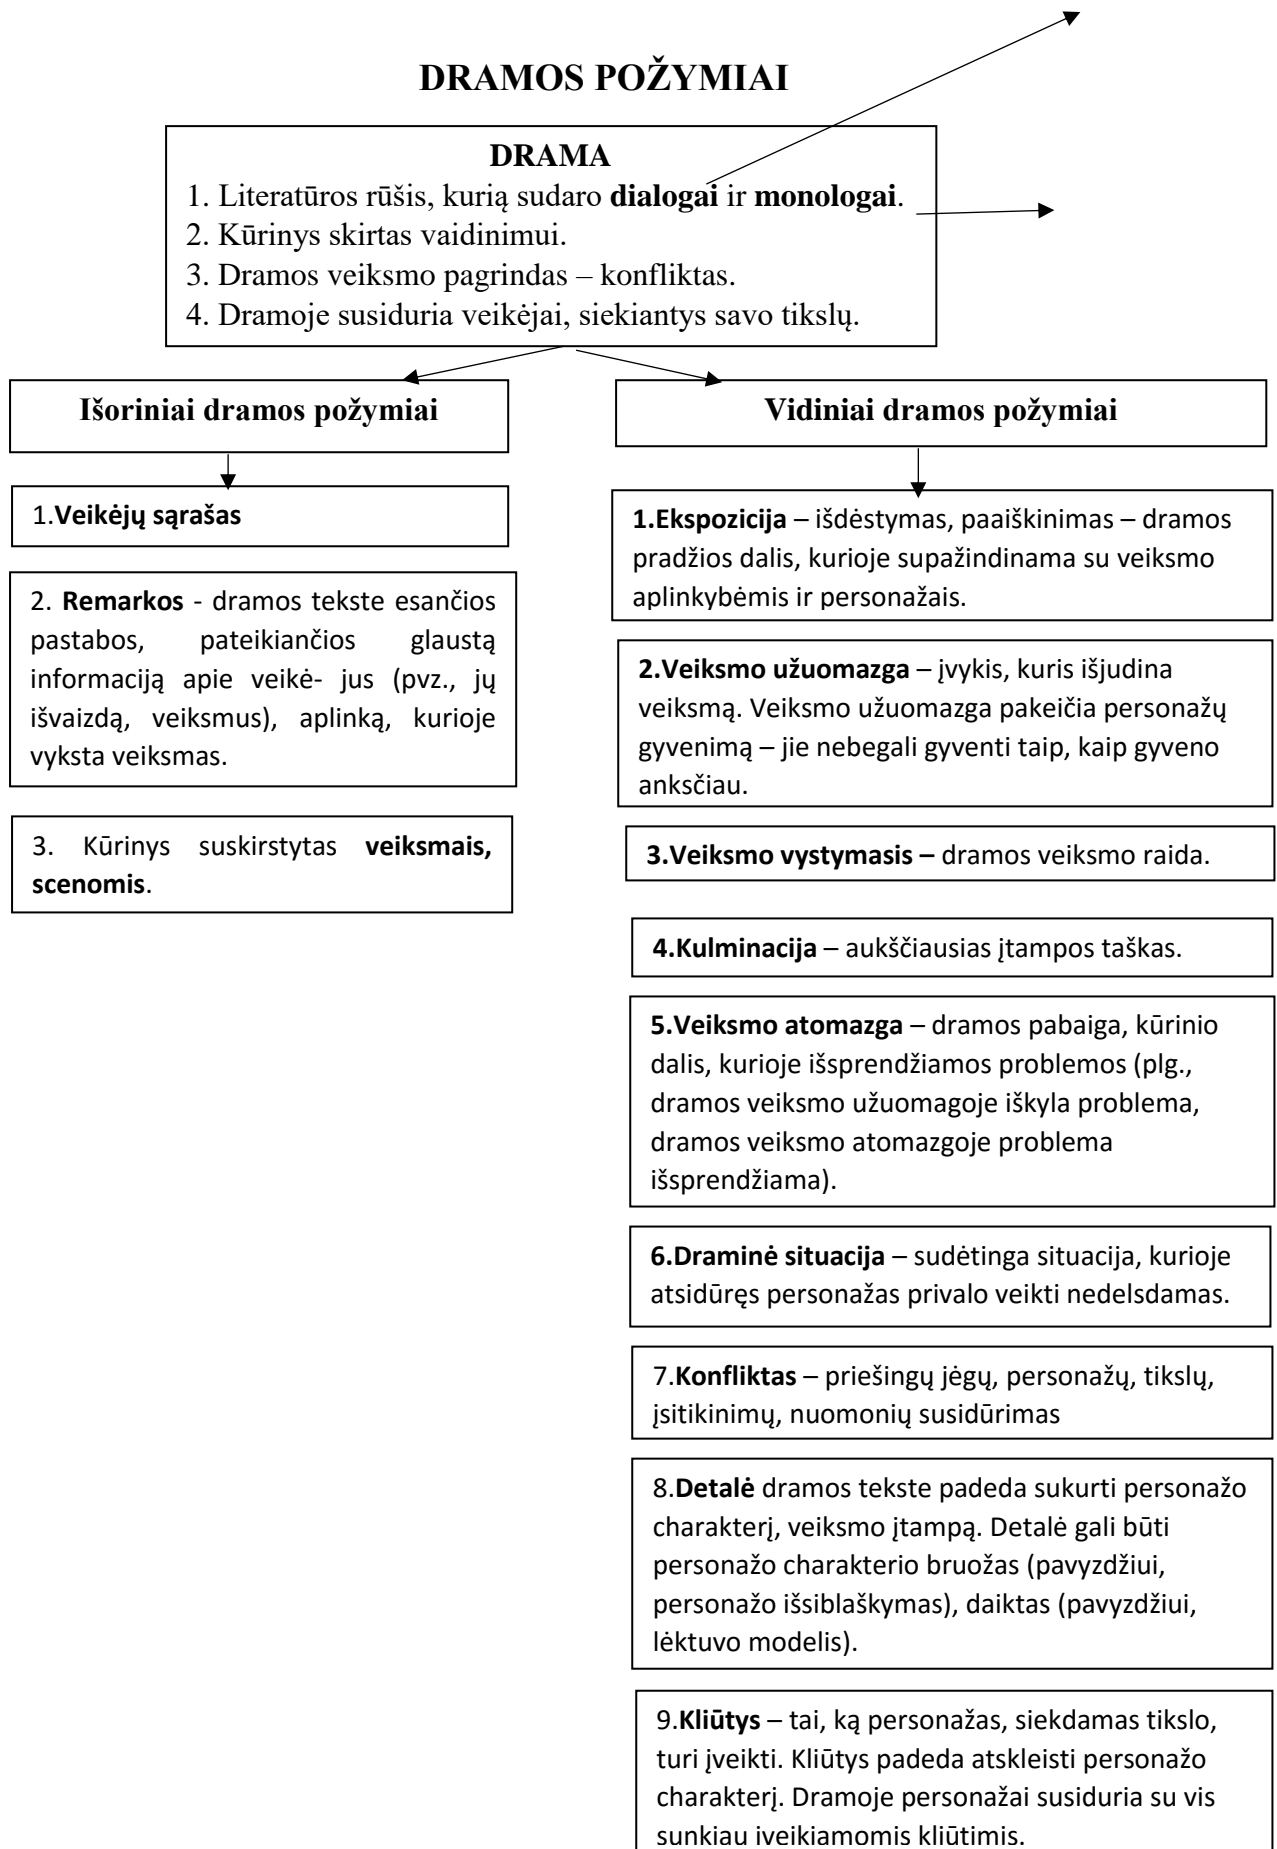 DRAMOS POŽYMIAI
DRAMA
1. Literatūros rūšis, kurią sudaro dialogai ir monologai.
2. Kūrinys skirtas vaidinimui.
3. Dramos veiksmo pagrindas – konfliktas.
4. Dramoje susiduria veikėjai, siekiantys savo tikslų.
Išoriniai dramos požymiai
1.Veikėjų sąrašas
2. Remarkos - dramos tekste esančios
pastabos, pateikiančios glaustą
informaciją apie veikė- jus (pvz., jų
išvaizdą, veiksmus), aplinką, kurioje
vyksta veiksmas.
3. Kūrinys suskirstytas veiksmais,
scenomis.
Vidiniai dramos požymiai
1.Ekspozicija – išdėstymas, paaiškinimas – dramos
pradžios dalis, kurioje supažindinama su veiksmo
aplinkybėmis ir personažais.
2.Veiksmo užuomazga – įvykis, kuris išjudina
veiksmą. Veiksmo užuomazga pakeičia personažų
gyvenimą – jie nebegali gyventi taip, kaip gyveno
anksčiau.
3.Veiksmo vystymasis – dramos veiksmo raida.
4.Kulminacija – aukščiausias įtampos taškas.
5.Veiksmo atomazga – dramos pabaiga, kūrinio
dalis, kurioje išsprendžiamos problemos (plg.,
dramos veiksmo užuomagoje iškyla problema,
dramos veiksmo atomazgoje problema
išsprendžiama).
6.Draminė situacija – sudėtinga situacija, kurioje
atsidūręs personažas privalo veikti nedelsdamas.
7.Konfliktas – priešingų jėgų, personažų, tikslų,
įsitikinimų, nuomonių susidūrimas
8.Detalė dramos tekste padeda sukurti personažo
charakterį, veiksmo įtampą. Detalė gali būti
personažo charakterio bruožas (pavyzdžiui,
personažo išsiblaškymas), daiktas (pavyzdžiui,
lėktuvo modelis).
9.Kliūtys – tai, ką personažas, siekdamas tikslo,
turi įveikti. Kliūtys padeda atskleisti personažo
charakterį. Dramoje personažai susiduria su vis
sunkiau įveikiamomis kliūtimis.